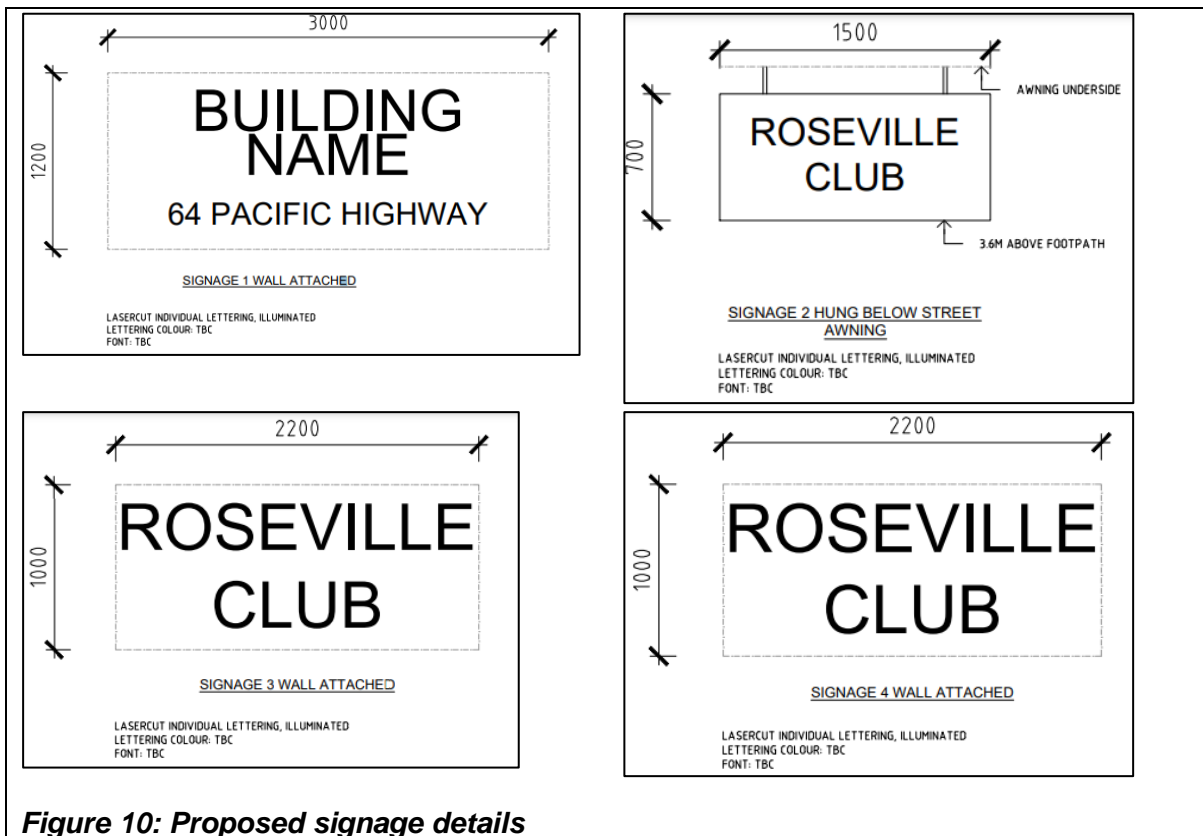 3000
1200
BUILDING
NAME
64 PACIFIC HIGHWAY
SIGNAGE 1 WALL ATTACHED
LASERCUT INDIVIDUAL LETTERING, ILLUMINATED
LETTERING COLOUR: TBC
FONT: TBC
1500
AWNING UNDERSIDE
700
ROSEVILLE
CLUB
3.6M ABOVE FOOTPATH
SIGNAGE 2 HUNG BELOW STREET
AWNING
LASERCUT INDIVIDUAL LETTERING, ILLUMINATED
LETTERING COLOUR: TBC
FONT: TBC
2200
1000
ROSEVILLE
CLUB
SIGNAGE 3 WALL ATTACHED
LASERCUT INDIVIDUAL LETTERING, ILLUMINATED
LETTERING COLOUR: TBC
FONT: TBC
2200
1000
ROSEVILLE
CLUB
SIGNAGE 4 WALL ATTACHED
LASERCUT INDIVIDUAL LETTERING, ILLUMINATED
LETTERING COLOUR: TBC
FONT: TBC
Figure 10: Proposed signage details